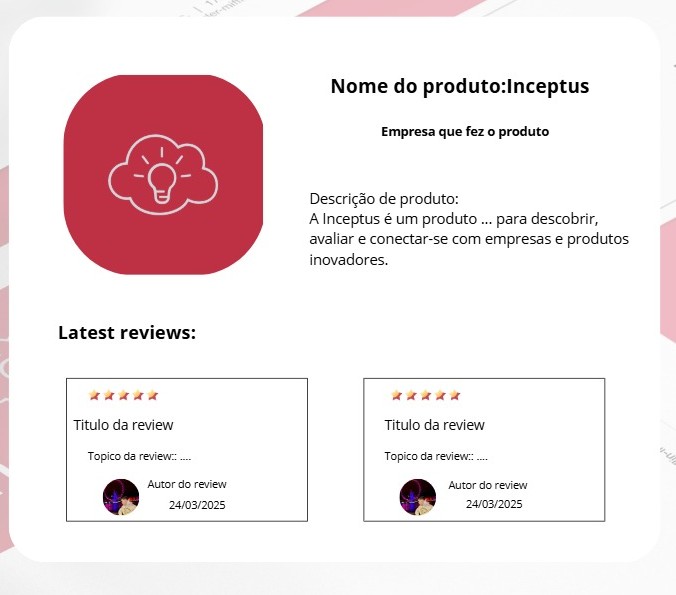 Nome do produto:Inceptus
Empresa que fez o produto
Descrição de produto:
A Inceptus é um produto ... para descobrir,
avaliar e conectar-se com empresas e produtos
inovadores.
Latest reviews:
Titulo da review
Topico da review:: ....
Autor do review
24/03/2025
Titulo da review
Topico da review:: ....
Autor do review
24/03/2025